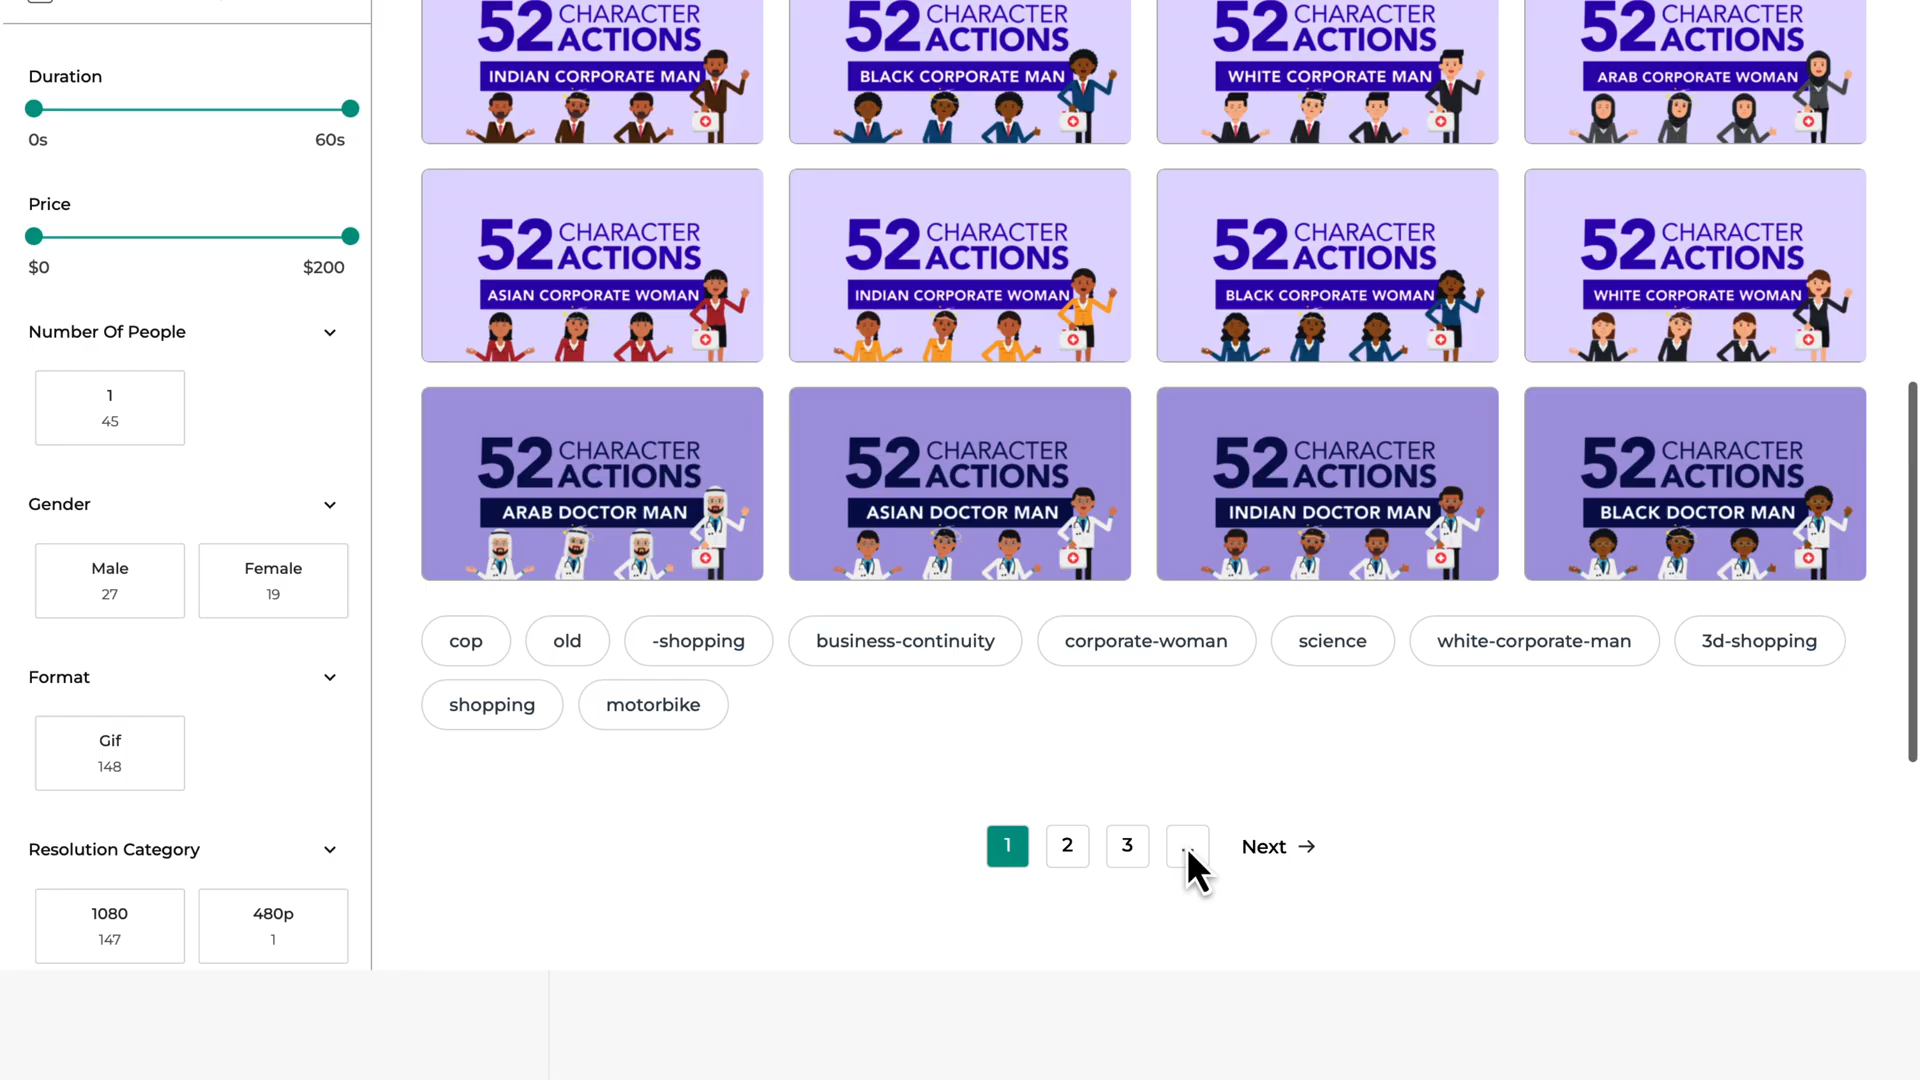 Duration
0s 60s
Price
$0 $200
Number Of People
1
45
Gender
Male
27
Female
19
Format
Gif
148
Resolution Category
1080
147
480p
1
52 CHARACTER ACTIONS
INDIAN CORPORATE MAN
52 CHARACTER ACTIONS
BLACK CORPORATE MAN
52 CHARACTER ACTIONS
WHITE CORPORATE MAN
52 CHARACTER ACTIONS
ARAB CORPORATE WOMAN
52 CHARACTER ACTIONS
ASIAN CORPORATE WOMAN
52 CHARACTER ACTIONS
INDIAN CORPORATE WOMAN
52 CHARACTER ACTIONS
BLACK CORPORATE WOMAN
52 CHARACTER ACTIONS
WHITE CORPORATE WOMAN
52 CHARACTER ACTIONS
ARAB DOCTOR MAN
52 CHARACTER ACTIONS
ASIAN DOCTOR MAN
52 CHARACTER ACTIONS
INDIAN DOCTOR MAN
52 CHARACTER ACTIONS
BLACK DOCTOR MAN
cop old -shopping business-continuity corporate-woman science white-corporate-man 3d-shopping
shopping motorbike
1 2 3 ... Next →